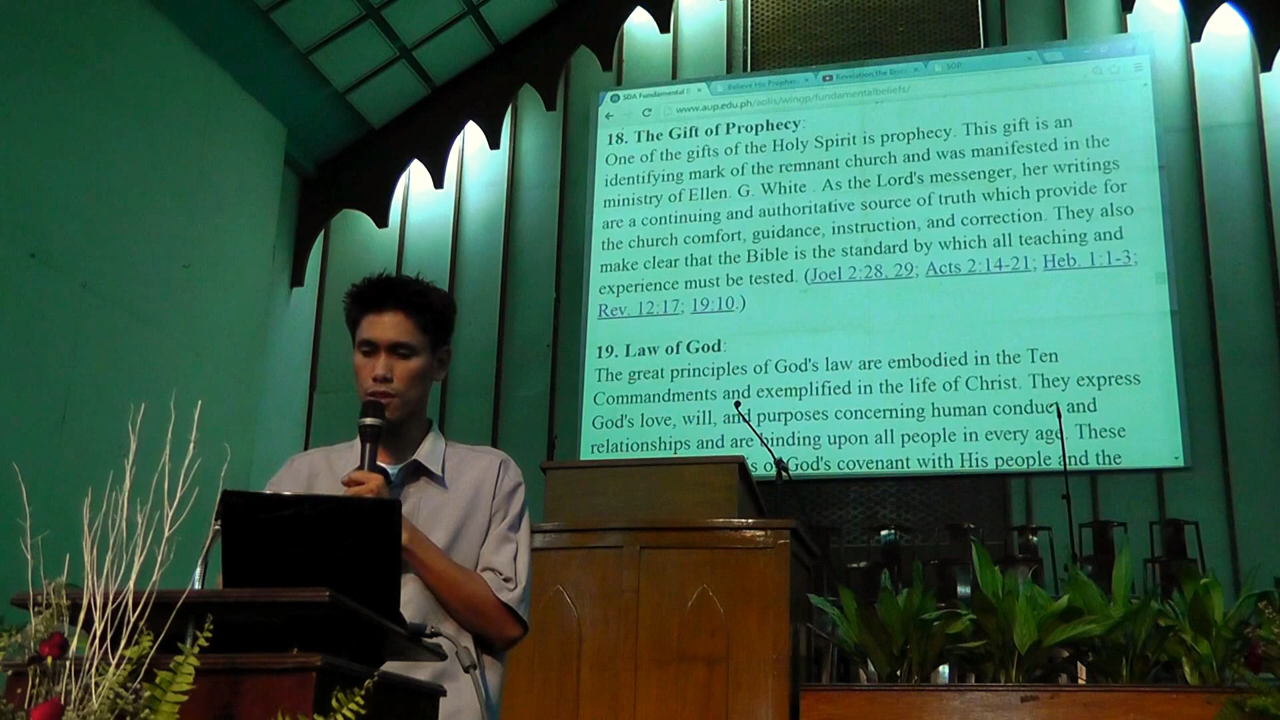 SDA Fundamental B
Believe His Prophe
Revelation,the
SOP
www.aup.edu.ph/aolis/wingp/fundamentalbeliefs/
18. The Gift of Prophecy:
One of the gifts of the Holy Spirit is prophecy. This gift is an
identifying mark of the remnant church and was manifested in the
ministry of Ellen. G. White . As the Lord's messenger, her writings
are a continuing and authoritative source of truth which provide for
the church comfort, guidance, instruction, and correction. They also
make clear that the Bible is the standard by which all teaching and
experience must be tested. (Joel 2:28, 29; Acts 2:14-21; Heb. 1:1-3;
Rev. 12:17; 19:10.)
19. Law of God:
The great principles of God's law are embodied in the Ten
Commandments and exemplified in the life of Christ. They express
God's love, will, and purposes concerning human conduct and
relationships and are binding upon all people in every age. These
of God's covenant with His people and the